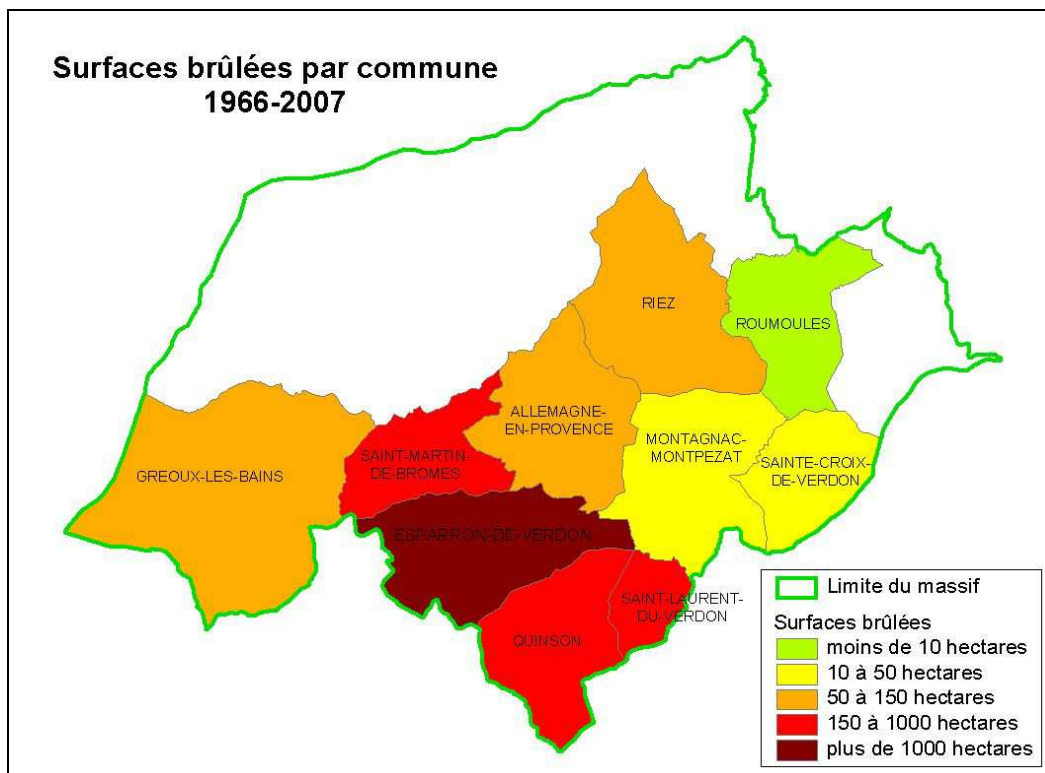 Surfaces brûlées par commune
1966-2007
RIEZ
ROUMOULES
ALLEMAGNE-
EN-PROVENCE
MONTAGNAC-
MONTPEZAT
SAINTE-CROIX-
DE-VERDON
GREOUX-LES-BAINS
SAINT-MARTIN-
DE-BROMES
ESPARRON-DE-VERDON
SAINT-LAURENT-
DU-VERDON
QUINSON
Limite du massif
Surfaces brûlées
moins de 10 hectares
10 à 50 hectares
50 à 150 hectares
150 à 1000 hectares
plus de 1000 hectares